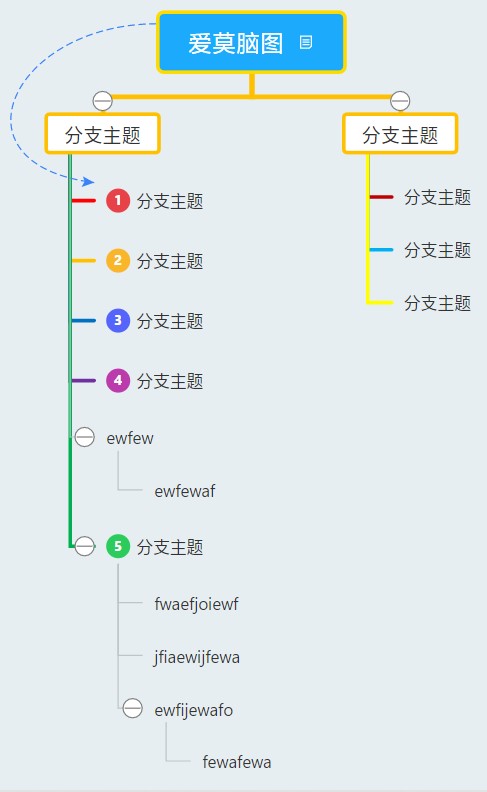 爱莫脑图
分支主题
1 分支主题
2 分支主题
3 分支主题
4 分支主题
ewfew
ewfewaf
5 分支主题
fwaefjoiewf
jfiaewijfewa
ewfijewafo
fewafewa
分支主题
分支主题
分支主题
分支主题